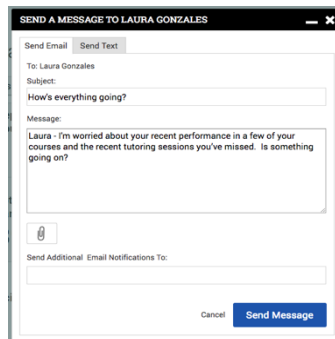 SEND A MESSAGE TO LAURA GONZALES
Send Email Send Text
To: Laura Gonzales
Subject:
How's everything going?
Message:
Laura - I'm worried about your recent performance in a few of your
courses and the recent tutoring sessions you've missed.  Is something
going on?
Send Additional  Email Notifications To:
Cancel Send Message